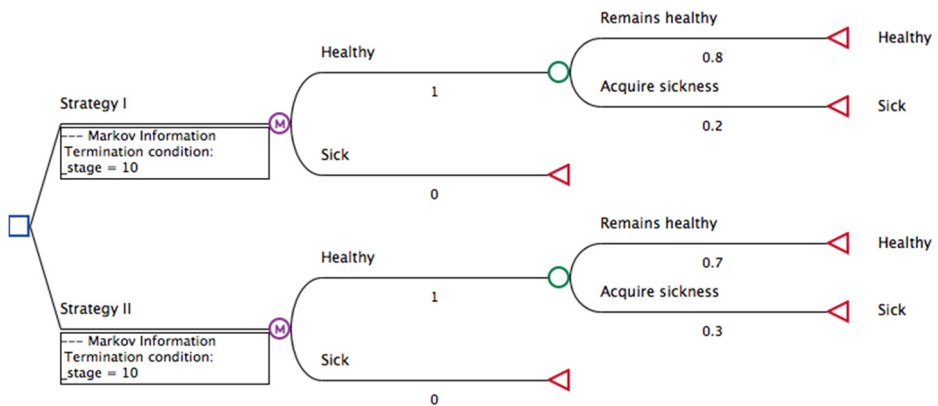 Remains healthy
Healthy
Healthy
0.8
1
Acquire sickness
Strategy I
Sick
0.2
M
--- Markov Information
Termination condition:
_stage = 10
Sick
0
Remains healthy
Healthy
Healthy
0.7
1
Acquire sickness
Strategy II
Sick
0.3
M
--- Markov Information
Termination condition:
_stage = 10
Sick
0